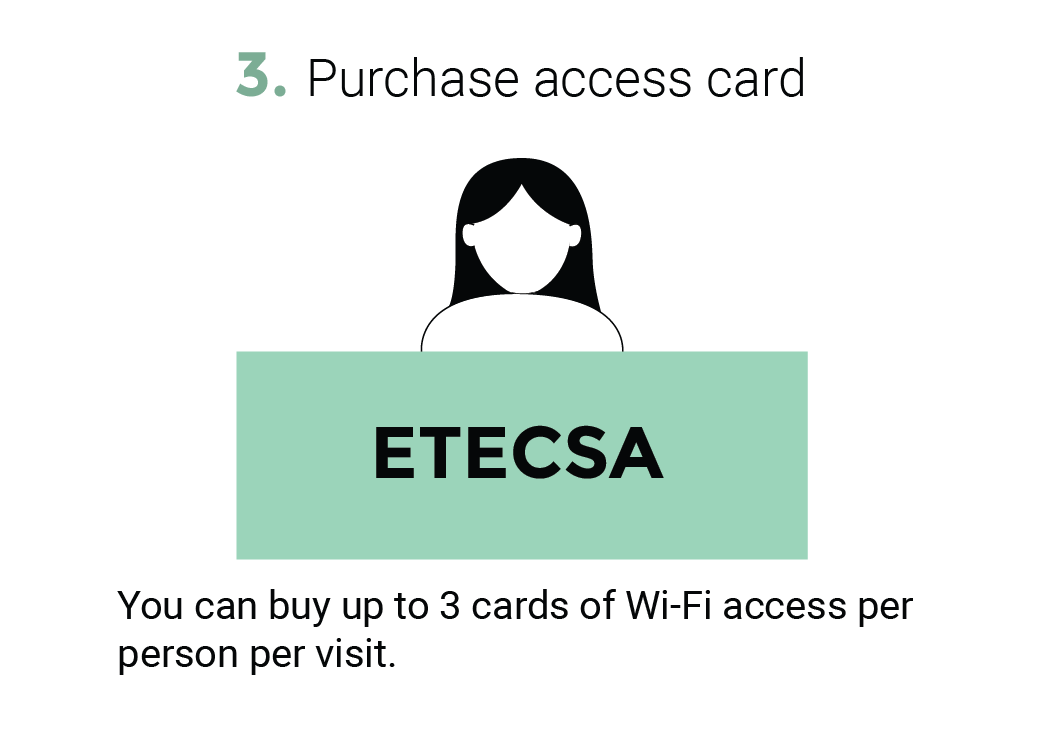 3. Purchase access card
ETECSA
You can buy up to 3 cards of Wi-Fi access per
person per visit.